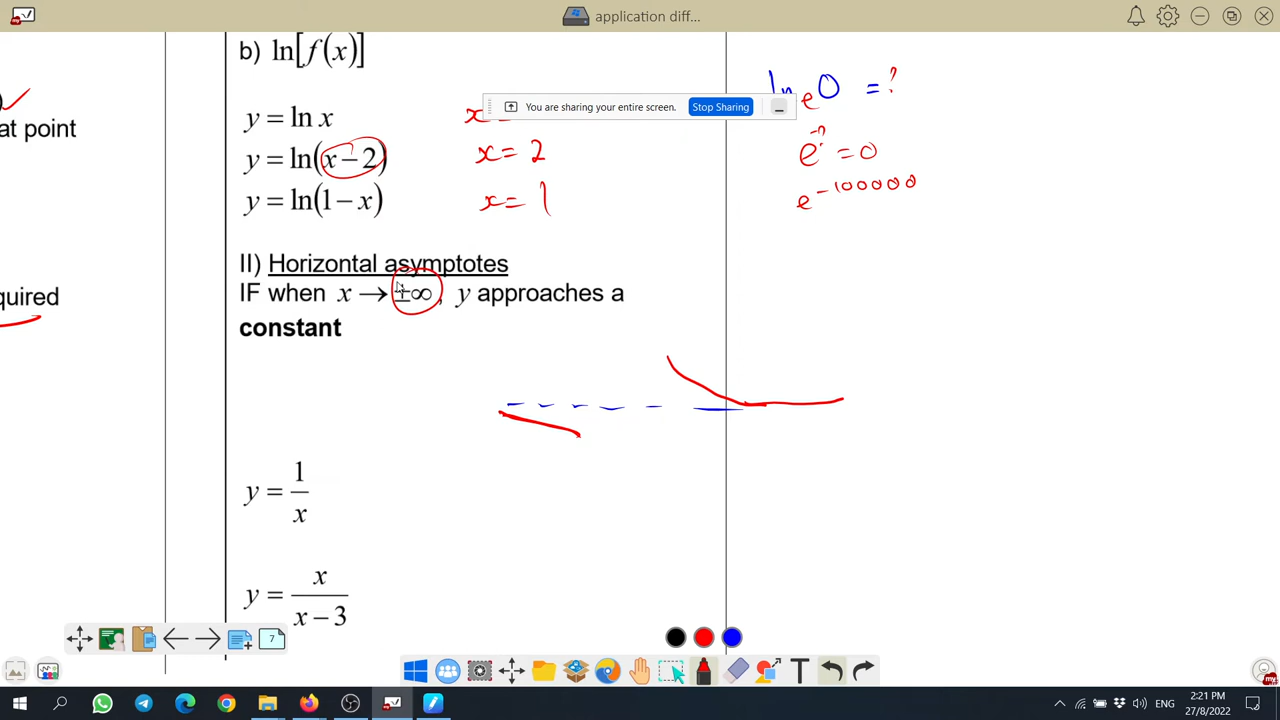 application diff...
b) ln[f(x)]
ln e 0 = ?
You are sharing your entire screen. Stop Sharing
at point
y = ln x
x =
y = ln(x − 2)
x = 2
e^-? = 0
y = ln(1 − x)
x = 1
e^-100000
II) Horizontal asymptotes
quired
IF when x → ±∞, y approaches a
constant
y = 1/x
y = x/(x − 3)
7
2:21 PM
27/8/2022